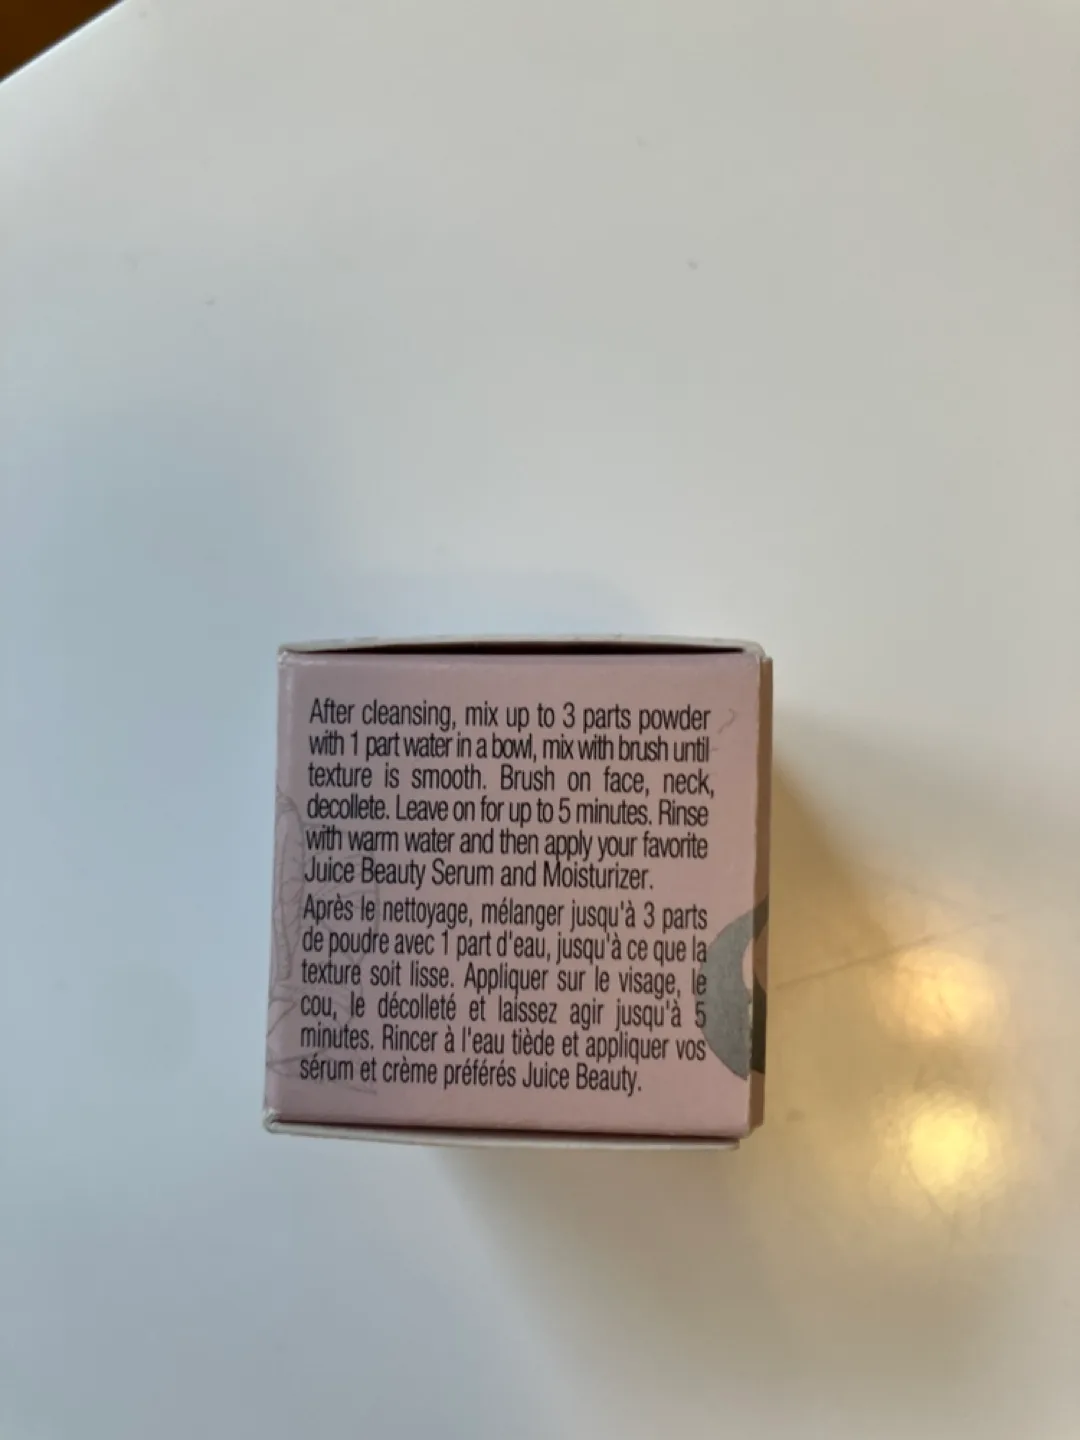 After cleansing, mix up to 3 parts powder
with 1 part water in a bowl, mix with brush until
texture is smooth. Brush on face, neck,
decollete. Leave on for up to 5 minutes. Rinse
with warm water and then apply your favorite
Juice Beauty Serum and Moisturizer.
Après le nettoyage, mélanger jusqu'à 3 parts
de poudre avec 1 part d'eau, jusqu'à ce que la
texture soit lisse. Appliquer sur le visage, le
cou, le décolleté et laissez agir jusqu'à 5
minutes. Rincer à l'eau tiède et appliquer vos
sérum et crème préférés Juice Beauty.